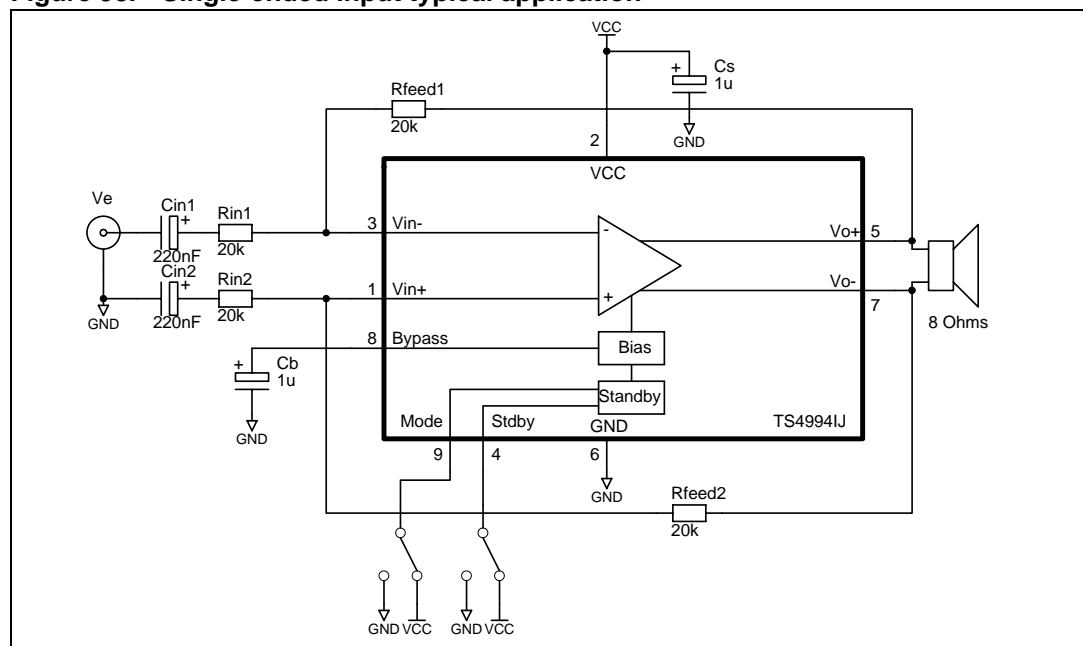 Figure 66. Single-ended input typical application
VCC
Cs
+
1u
GND
Rfeed1
20k
2
VCC
Ve
Cin1
+
220nF
Rin1
20k
3
Vin-
-
Vo+
5
Cin2
+
220nF
Rin2
20k
1
Vin+
+
Vo-
7
GND
8 Ohms
8
Bypass
Bias
Cb
+
1u
GND
Standby
Mode
Stdby
GND
TS4994IJ
9
4
6
GND
Rfeed2
20k
GND
VCC
GND
VCC